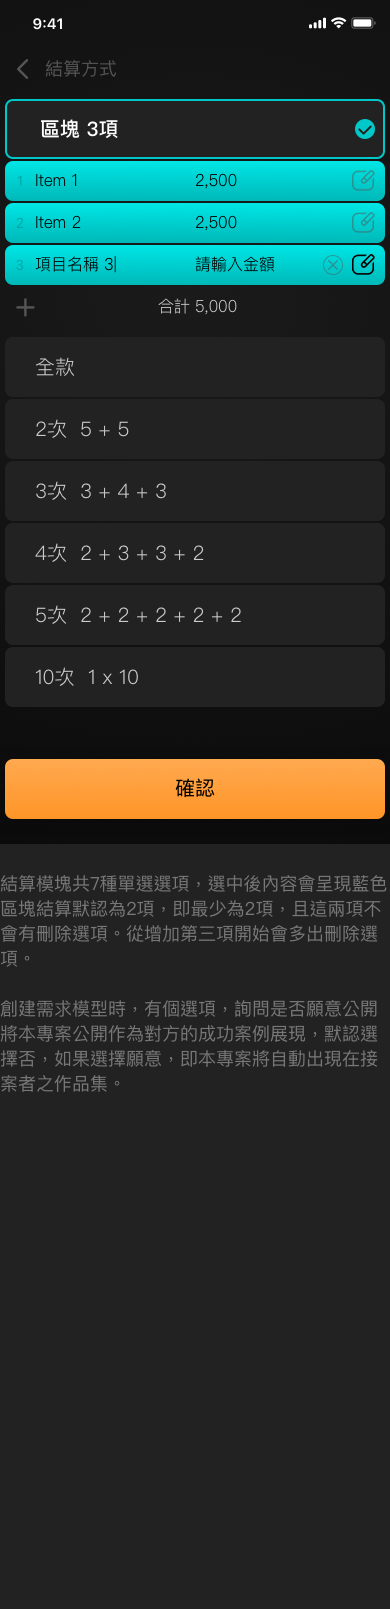 9:41
結算方式
區塊 3項
1 Item 1 2,500
2 Item 2 2,500
3 項目名稱 3 請輸入金額
合計 5,000
全款
2次 5 + 5
3次 3 + 4 + 3
4次 2 + 3 + 3 + 2
5次 2 + 2 + 2 + 2 + 2
10次 1 x 10
確認
結算模塊共7種單選選項，選中後內容會呈現藍色
區塊結算默認為2項，即最少為2項，且這兩項不
會有刪除選項。從增加第三項開始會多出刪除選
項。
創建需求模型時，有個選項，詢問是否願意公開
將本專案公開作為對方的成功案例展現，默認選
擇否，如果選擇願意，即本專案將自動出現在接
案者之作品集。